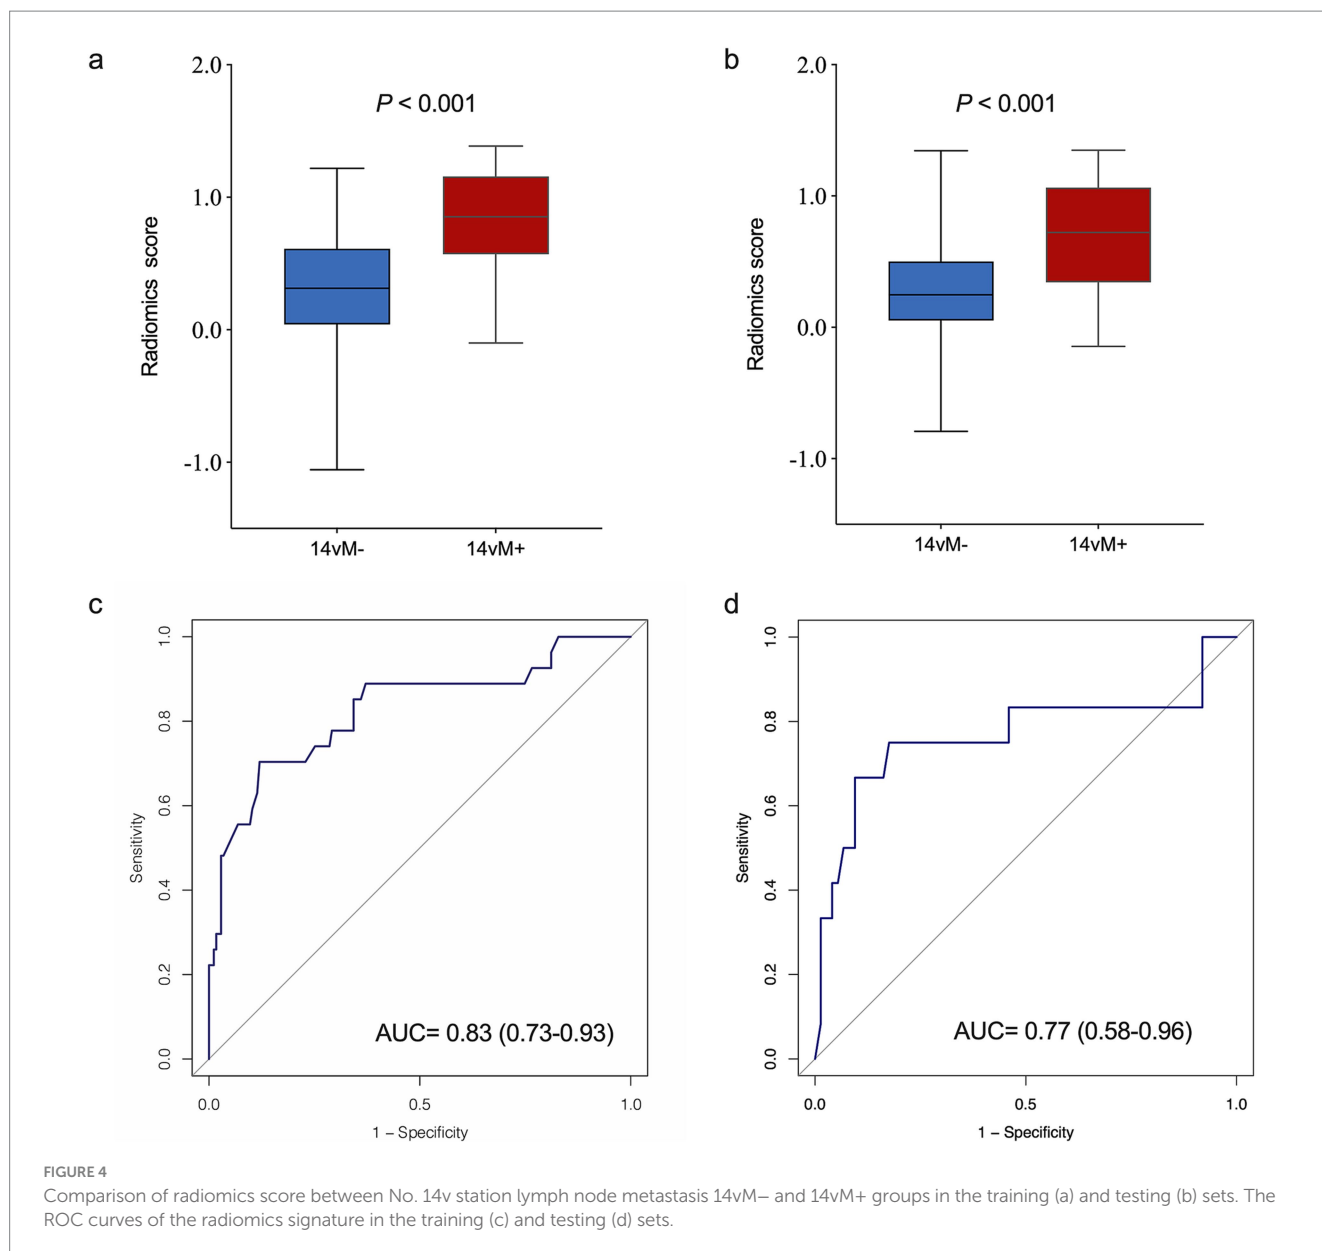 a
2.0
1.0
0.0
-1.0
Radiomics score
P < 0.001
14vM-
14vM+
b
2.0
1.0
0.0
-1.0
Radiomics score
P < 0.001
14vM-
14vM+
c
1.0
0.8
0.6
0.4
0.2
0.0
Sensitivity
AUC= 0.83 (0.73-0.93)
0.0
0.5
1.0
1 – Specificity
d
1.0
0.8
0.6
0.4
0.2
0.0
Sensitivity
AUC= 0.77 (0.58-0.96)
0.0
0.5
1.0
1 – Specificity
FIGURE 4
Comparison of radiomics score between No. 14v station lymph node metastasis 14vM− and 14vM+ groups in the training (a) and testing (b) sets. The
ROC curves of the radiomics signature in the training (c) and testing (d) sets.